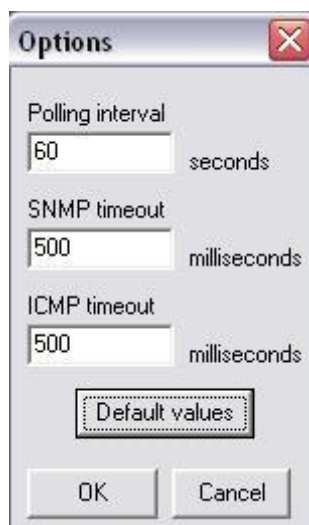 Options
Polling interval
60 seconds
SNMP timeout
500 milliseconds
ICMP timeout
500 milliseconds
Default values
OK Cancel